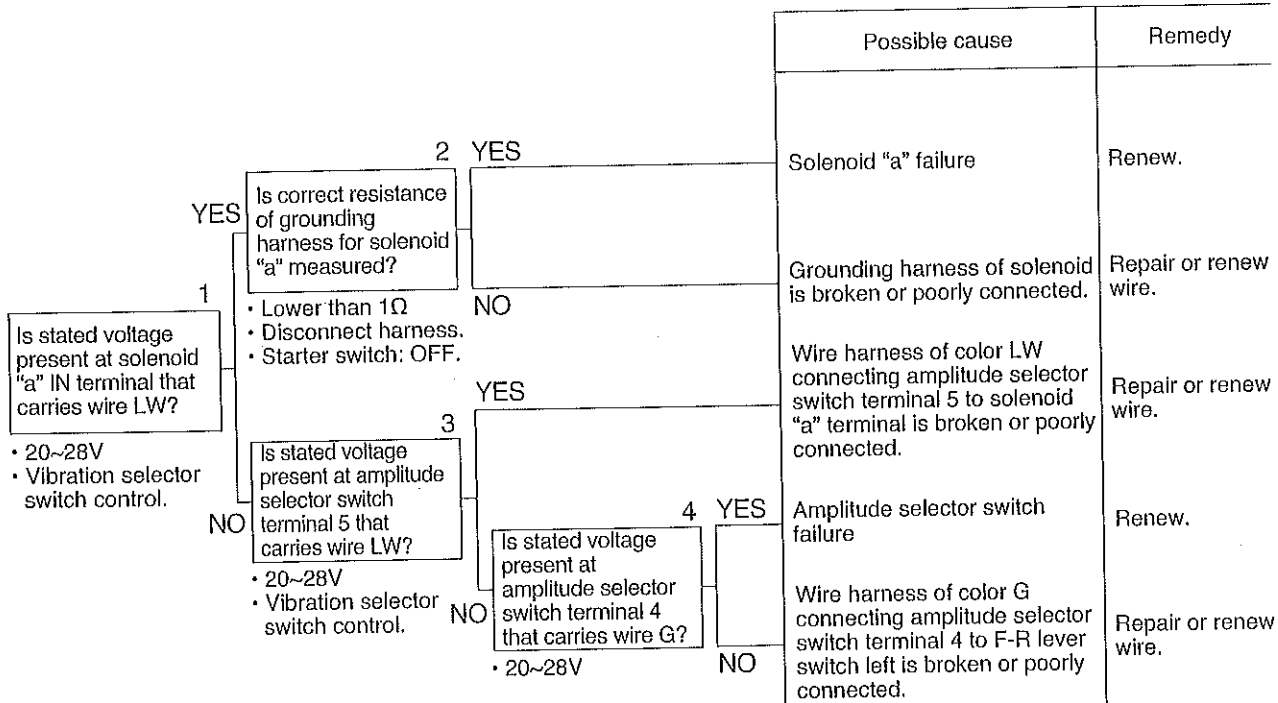 Possible cause
Remedy
2
YES
Solenoid "a" failure
Renew.
YES
Is correct resistance
of grounding
harness for solenoid
"a" measured?
• Lower than 1Ω
• Disconnect harness.
• Starter switch: OFF.
NO
Grounding harness of solenoid
is broken or poorly connected.
Repair or renew
wire.
1
Is stated voltage
present at solenoid
"a" IN terminal that
carries wire LW?
• 20~28V
• Vibration selector
switch control.
YES
Wire harness of color LW
connecting amplitude selector
switch terminal 5 to solenoid
"a" terminal is broken or poorly
connected.
Repair or renew
wire.
3
NO
Is stated voltage
present at amplitude
selector switch
terminal 5 that
carries wire LW?
• 20~28V
• Vibration selector
switch control.
4
YES
Amplitude selector switch
failure
Renew.
NO
Is stated voltage
present at
amplitude selector
switch terminal 4
that carries wire G?
• 20~28V
NO
Wire harness of color G
connecting amplitude selector
switch terminal 4 to F-R lever
switch left is broken or poorly
connected.
Repair or renew
wire.